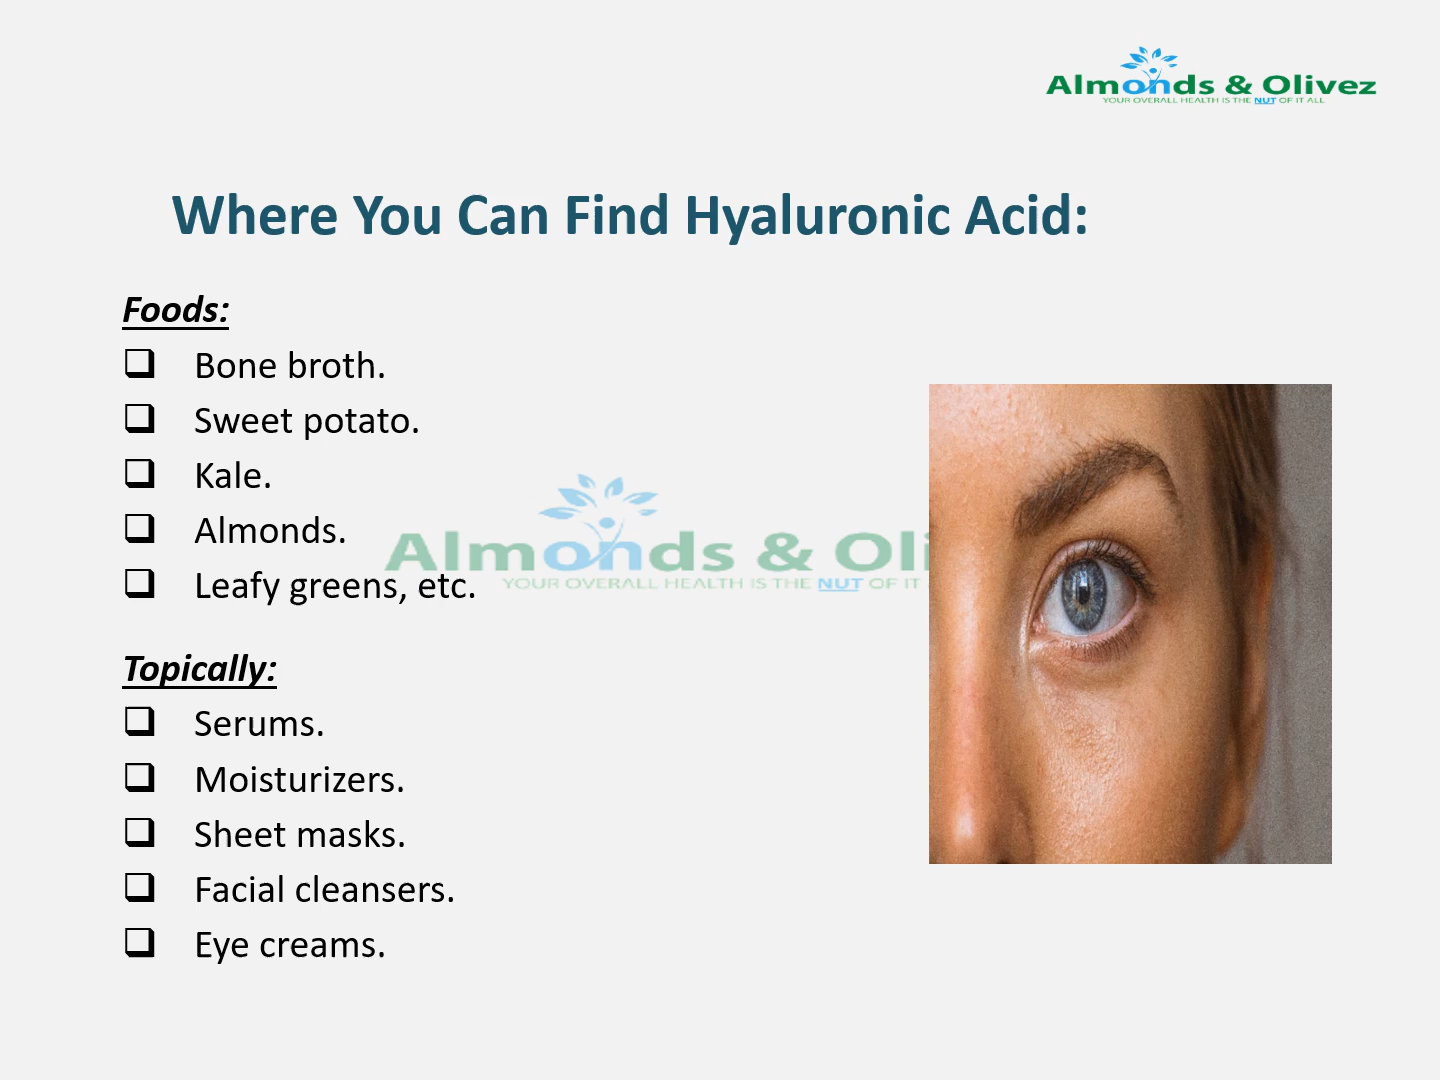 Almonds & Olivez
YOUR OVERALL HEALTH IS THE NUT OF IT ALL
Where You Can Find Hyaluronic Acid:
Foods:
Bone broth.
Sweet potato.
Kale.
Almonds.
Leafy greens, etc.
Almonds & Oli
YOUR OVERALL HEALTH IS THE NUT OF IT
Topically:
Serums.
Moisturizers.
Sheet masks.
Facial cleansers.
Eye creams.